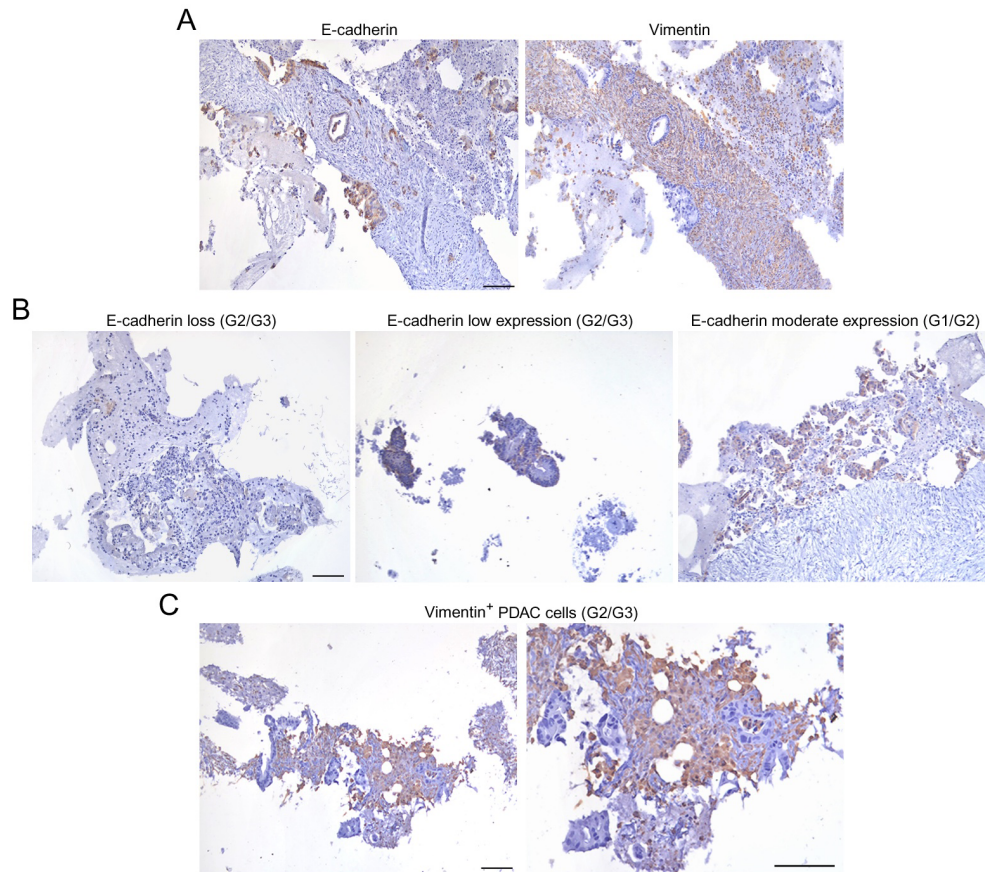 A
E-cadherin
Vimentin
B
E-cadherin loss (G2/G3)
E-cadherin low expression (G2/G3)
E-cadherin moderate expression (G1/G2)
C
Vimentin⁺ PDAC cells (G2/G3)